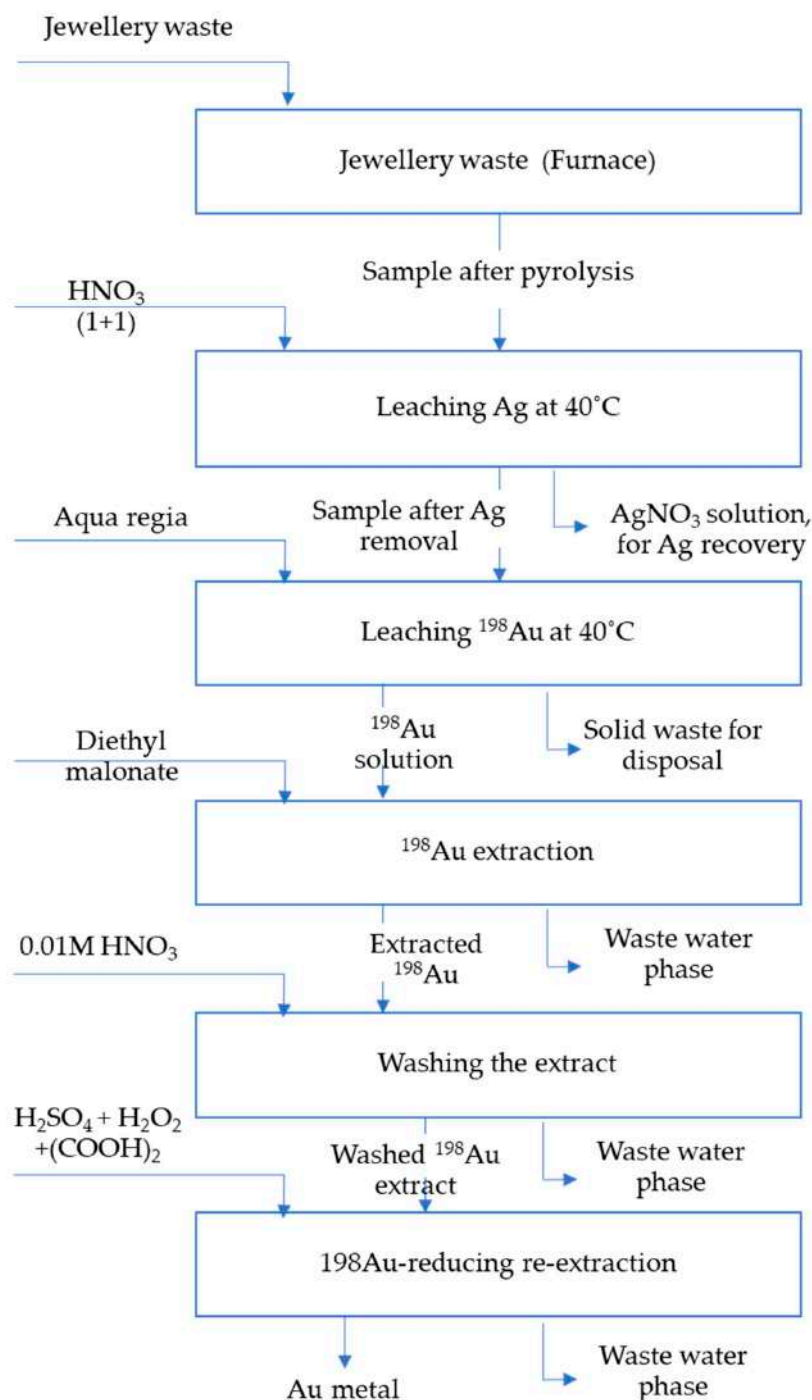 Jewellery waste
Jewellery waste (Furnace)
Sample after pyrolysis
HNO₃
(1+1)
Leaching Ag at 40˚C
Aqua regia
Sample after Ag
removal
AgNO₃ solution,
for Ag recovery
Leaching ¹⁹⁸Au at 40˚C
Diethyl
malonate
¹⁹⁸Au
solution
Solid waste for
disposal
¹⁹⁸Au extraction
0.01M HNO₃
Extracted
¹⁹⁸Au
Waste water
phase
Washing the extract
H₂SO₄ + H₂O₂
+(COOH)₂
Washed ¹⁹⁸Au
extract
Waste water
phase
198Au-reducing re-extraction
Au metal
Waste water
phase